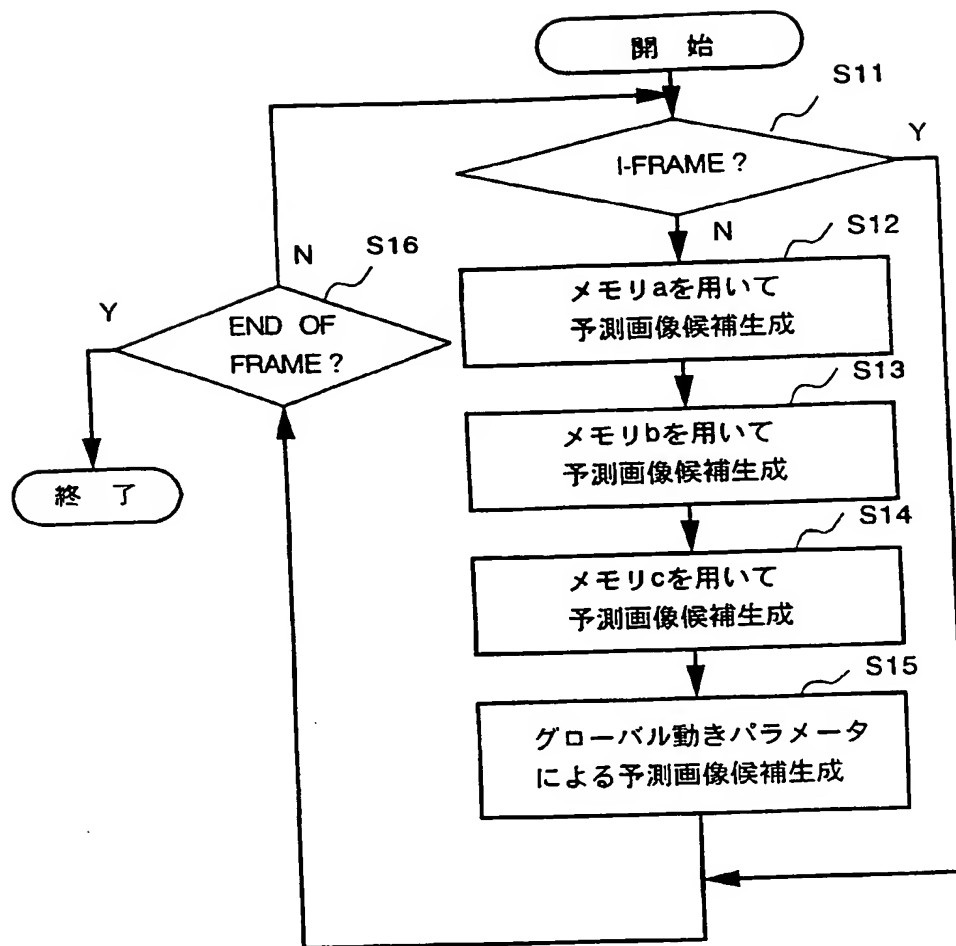 開 始
S11
I-FRAME ?
Y
N
S12
メモリaを用いて
予測画像候補生成
S13
メモリbを用いて
予測画像候補生成
S14
メモリcを用いて
予測画像候補生成
S15
グローバル動きパラメータ
による予測画像候補生成
N
S16
Y
END OF
FRAME ?
終 了